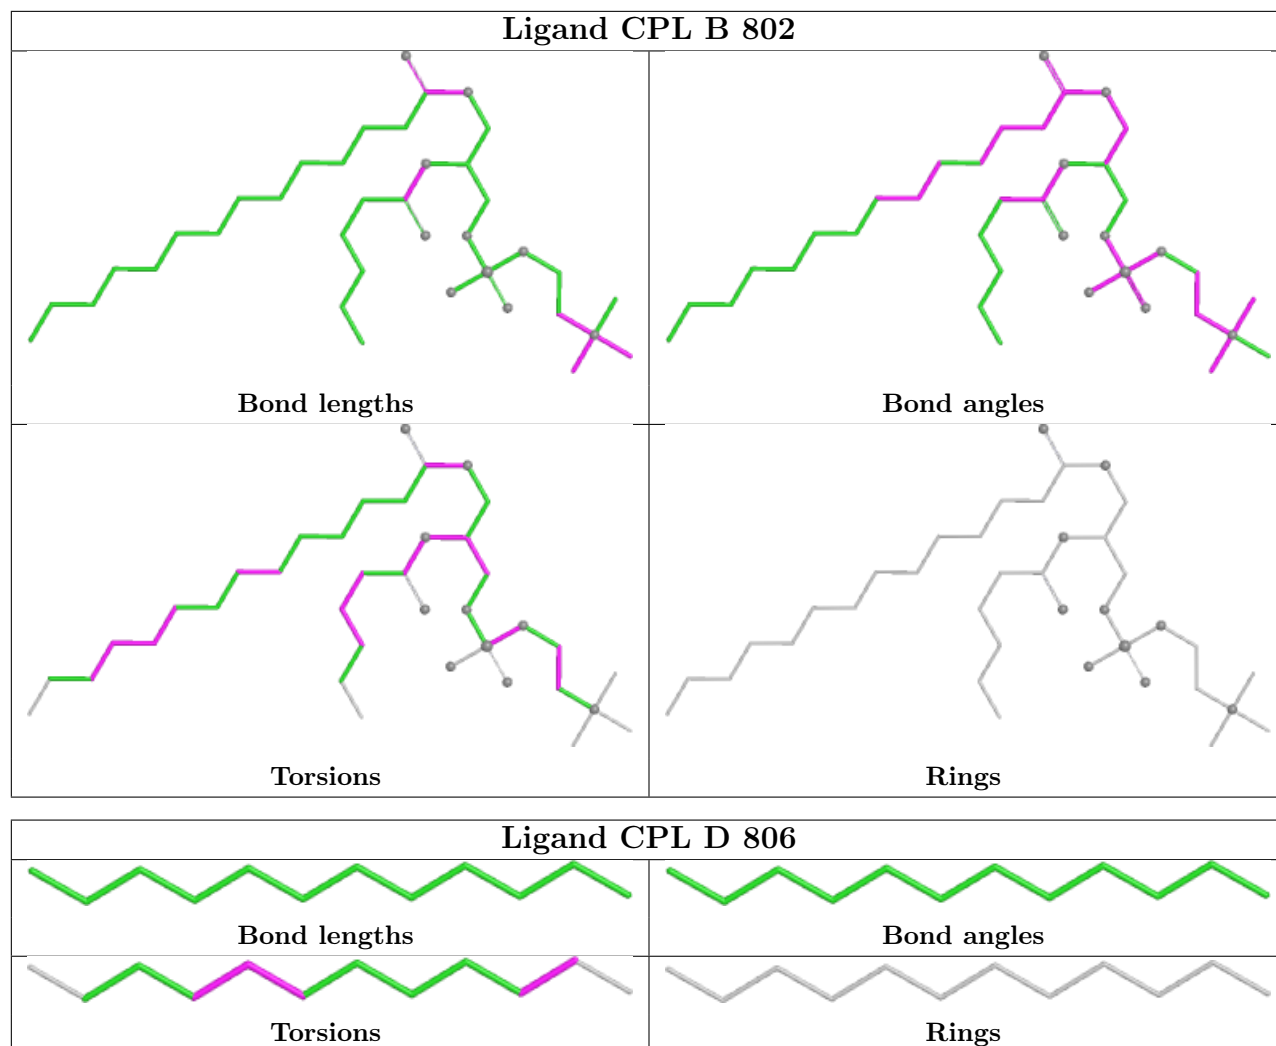 Ligand CPL B 802
Bond lengths
Bond angles
Torsions
Rings
Ligand CPL D 806
Bond lengths
Bond angles
Torsions
Rings